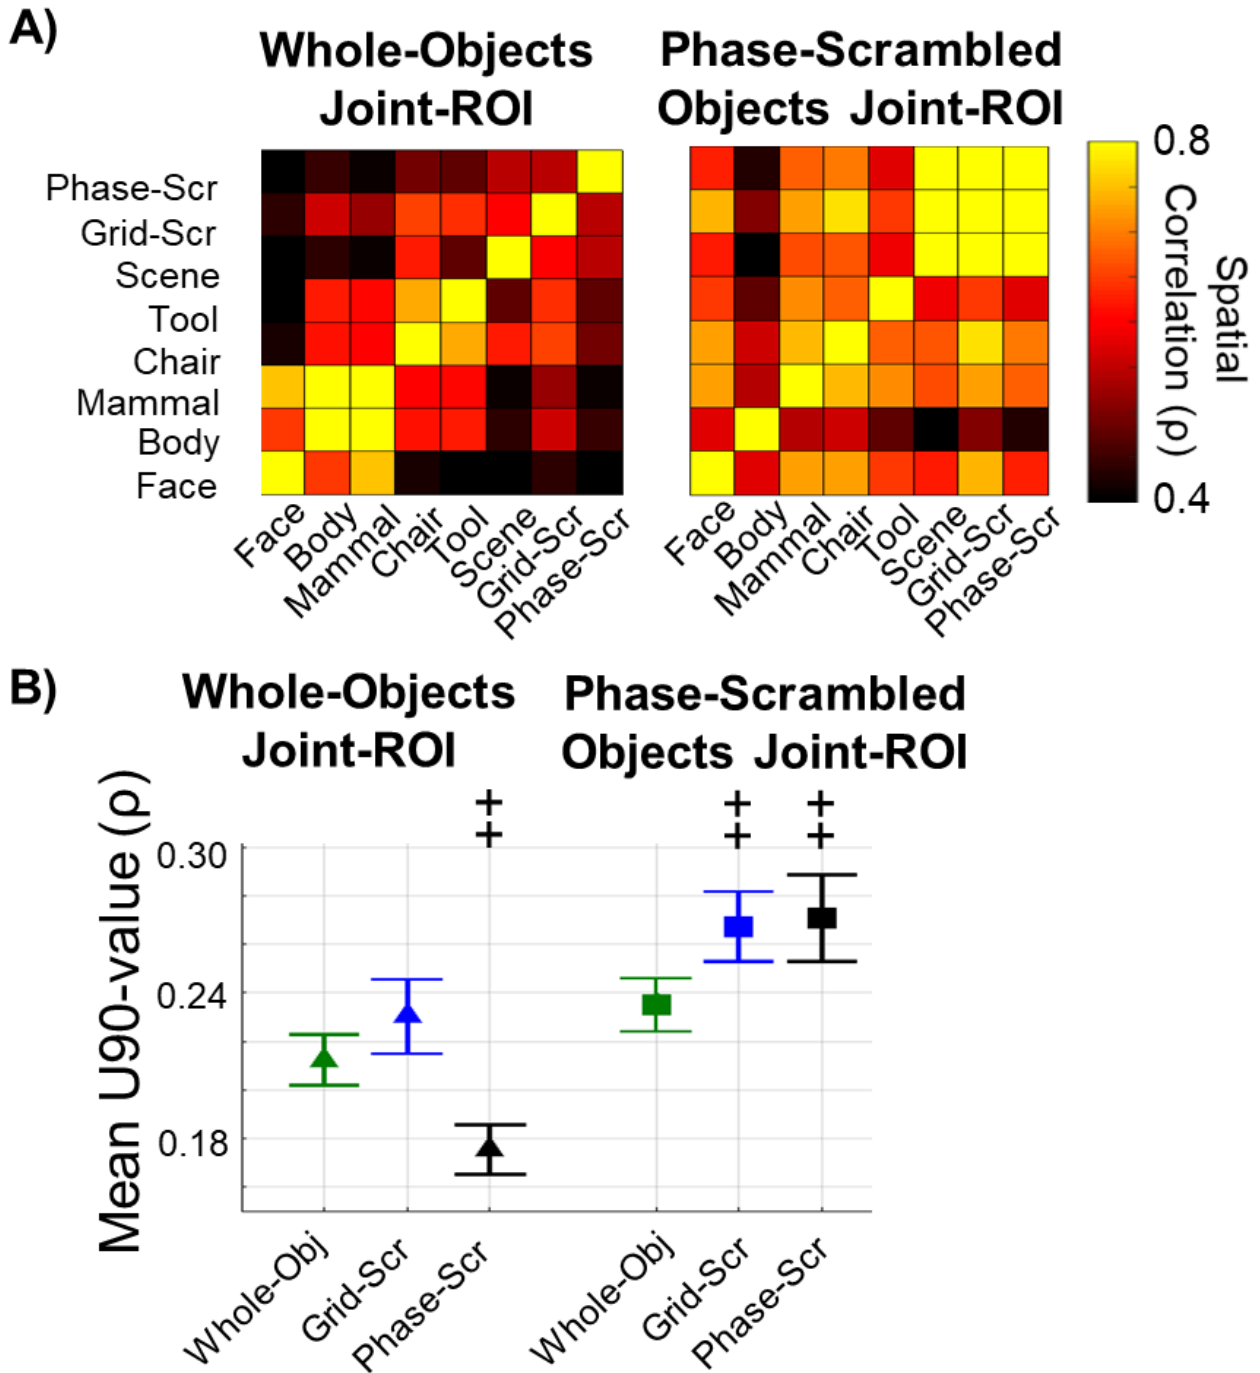 A)
Whole-Objects
Joint-ROI
Phase-Scrambled
Objects Joint-ROI
Phase-Scr
Grid-Scr
Scene
Tool
Chair
Mammal
Body
Face
Face
Body
Mammal
Chair
Tool
Scene
Grid-Scr
Phase-Scr
Face
Body
Mammal
Chair
Tool
Scene
Grid-Scr
Phase-Scr
0.8
0.4
Spatial
Correlation (ρ)
B)
Whole-Objects
Joint-ROI
Phase-Scrambled
Objects Joint-ROI
Mean U90-value (ρ)
+
+
+
+
+
+
0.30
0.24
0.18
Whole-Obj
Grid-Scr
Phase-Scr
Whole-Obj
Grid-Scr
Phase-Scr